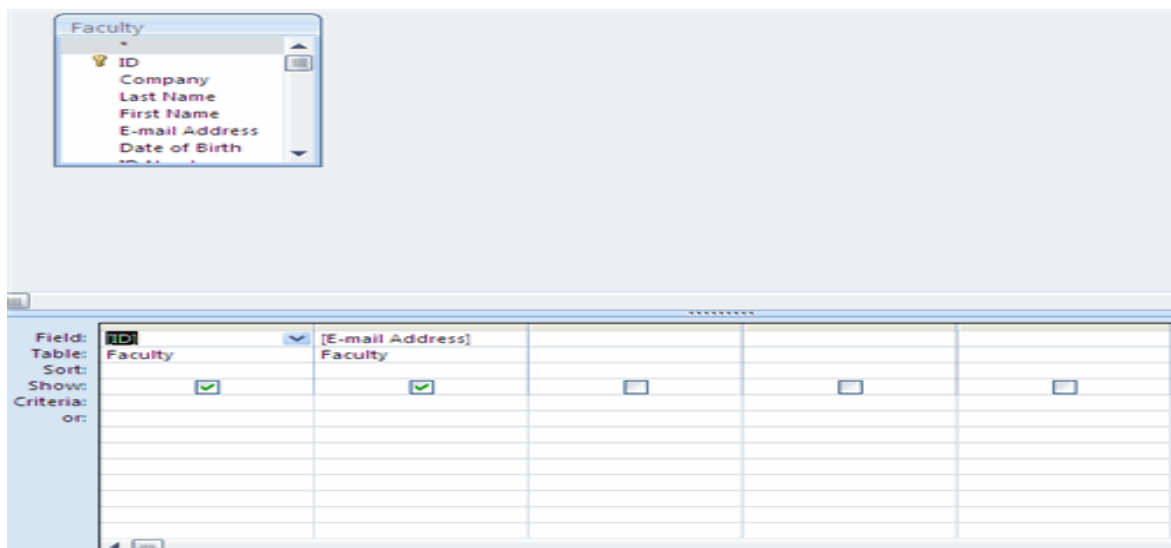 Faculty
*
ID
Company
Last Name
First Name
E-mail Address
Date of Birth
Field: [ID] [E-mail Address]
Table: Faculty Faculty
Sort:
Show:
Criteria:
or: